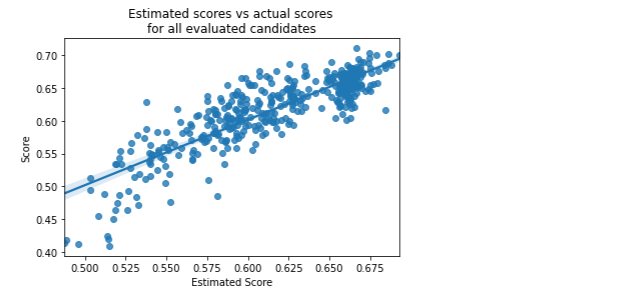 Estimated scores vs actual scores
for all evaluated candidates
Score
0.70
0.65
0.60
0.55
0.50
0.45
0.40
0.500 0.525 0.550 0.575 0.600 0.625 0.650 0.675
Estimated Score